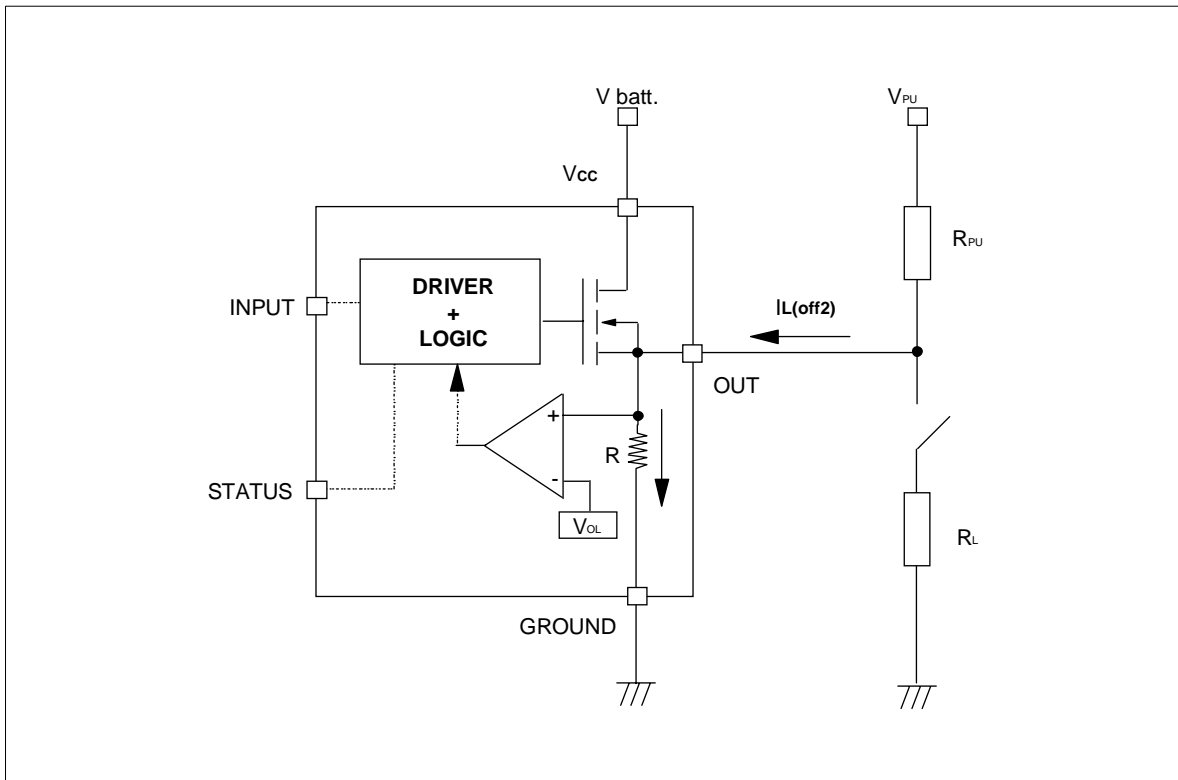 V batt.
VPU
Vcc
RPU
DRIVER
+
LOGIC
INPUT
IL(off2)
OUT
+
R
-
STATUS
VOL
RL
GROUND